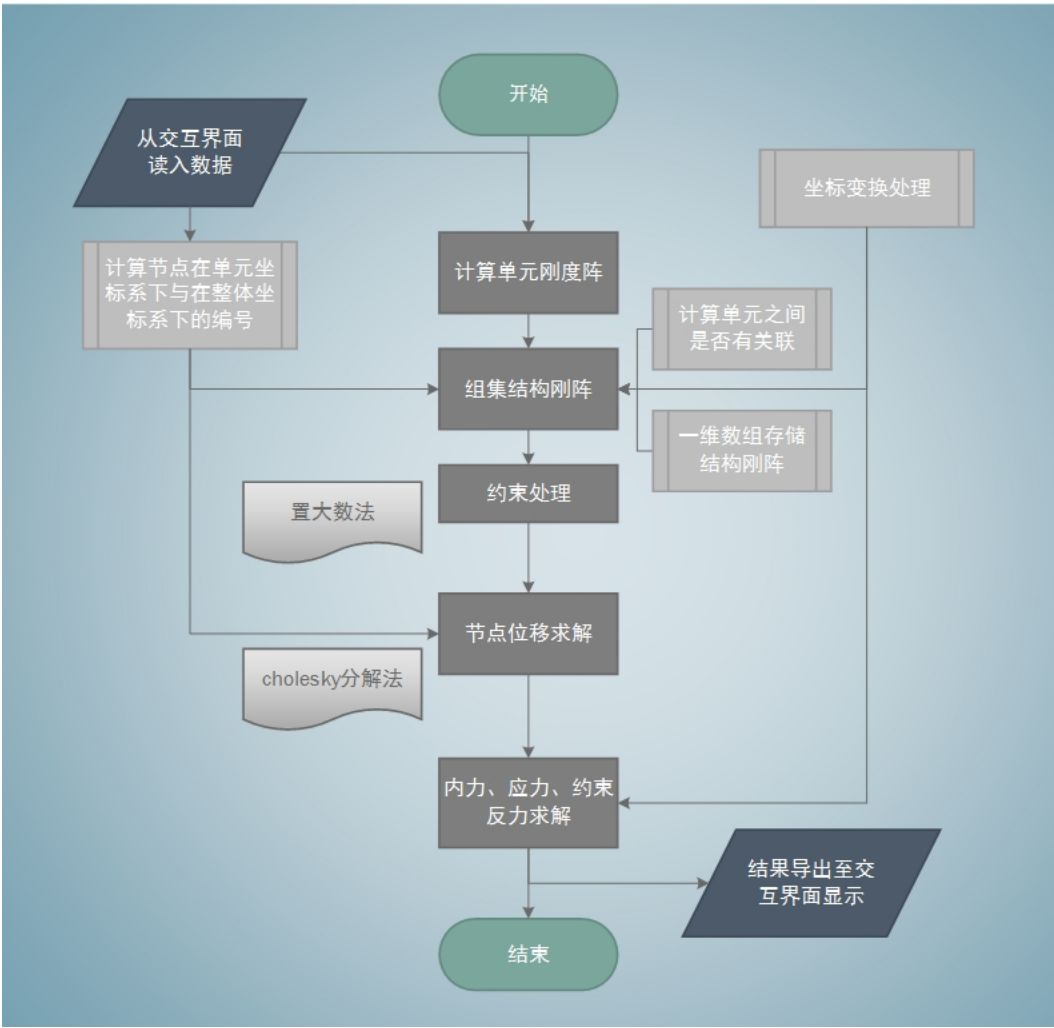 开始
从交互界面
读入数据
坐标变换处理
计算节点在单元坐
标系下与在整体坐
标系下的编号
计算单元刚度阵
计算单元之间
是否有关联
组集结构刚阵
一维数组存储
结构刚阵
约束处理
置大数法
节点位移求解
cholesky分解法
内力、应力、约束
反力求解
结果导出至交
互界面显示
结束